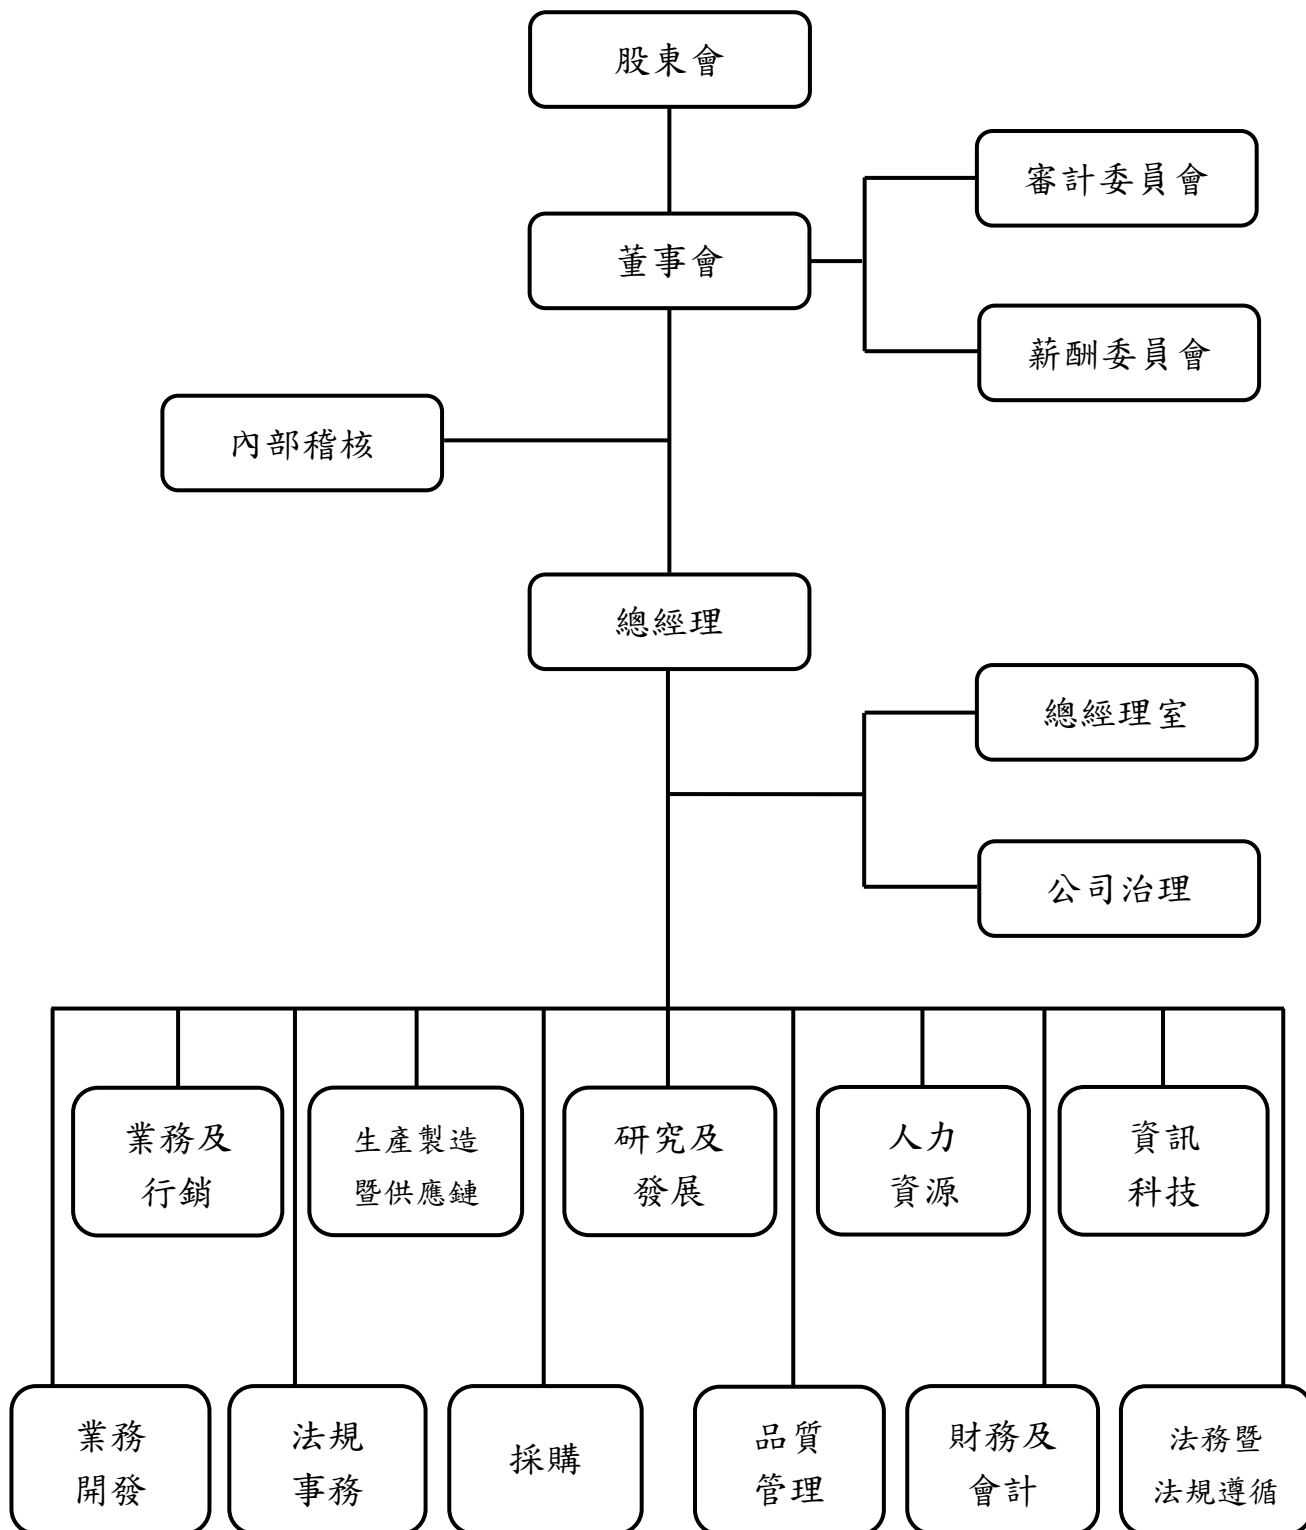 股東會
審計委員會
董事會
薪酬委員會
內部稽核
總經理
總經理室
公司治理
業務及
行銷
生產製造
暨供應鏈
研究及
發展
人力
資源
資訊
科技
業務
開發
法規
事務
採購
品質
管理
財務及
會計
法務暨
法規遵循